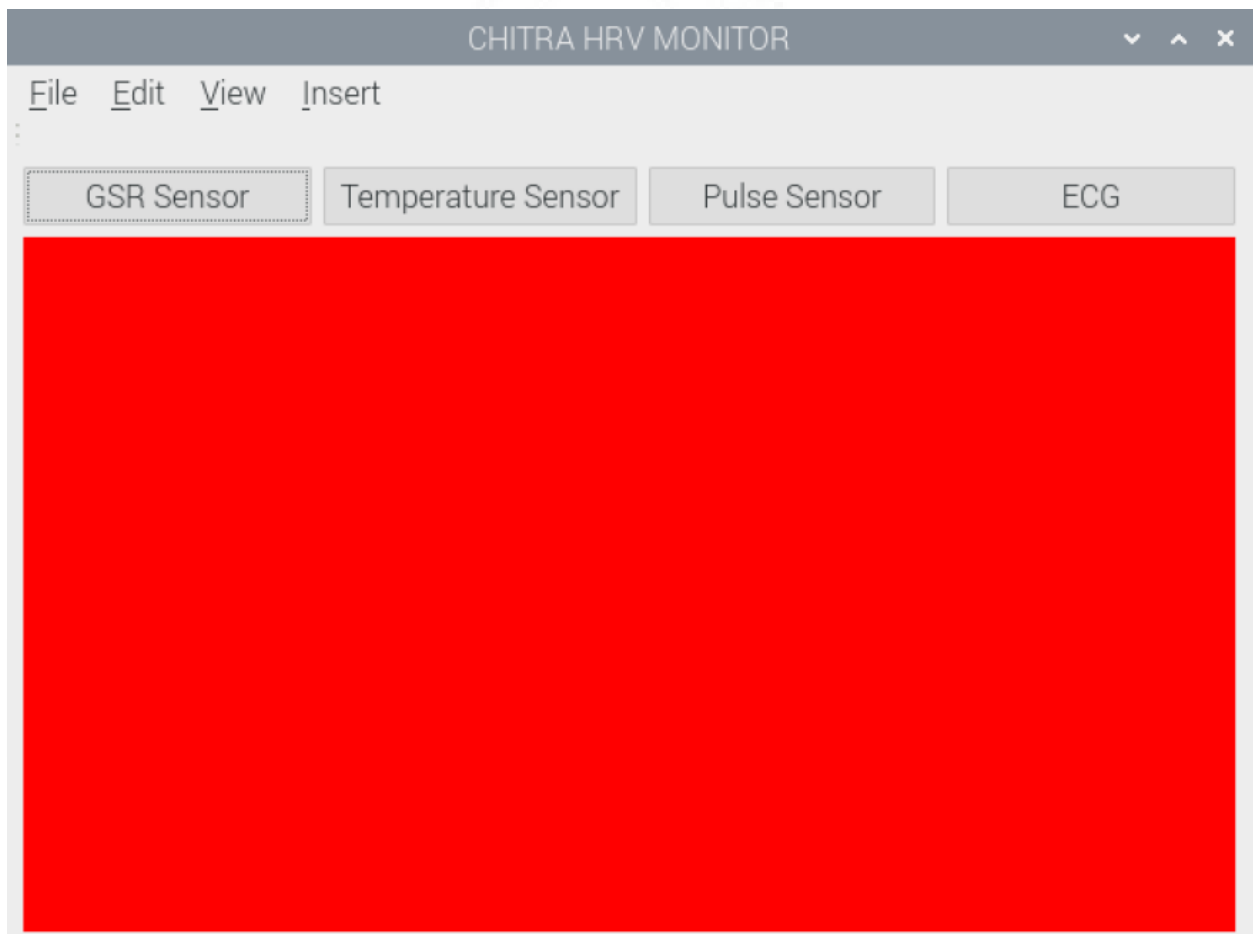 CHITRA HRV MONITOR
File Edit View Insert
GSR Sensor Temperature Sensor Pulse Sensor ECG